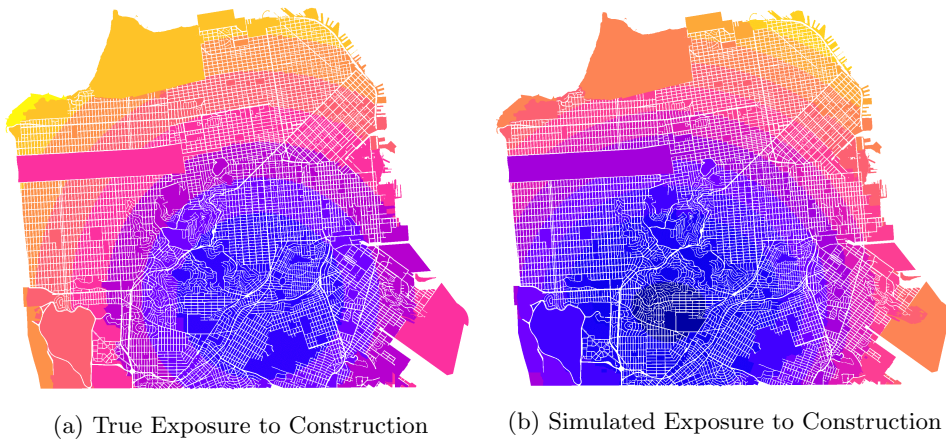 (a) True Exposure to Construction
(b) Simulated Exposure to Construction